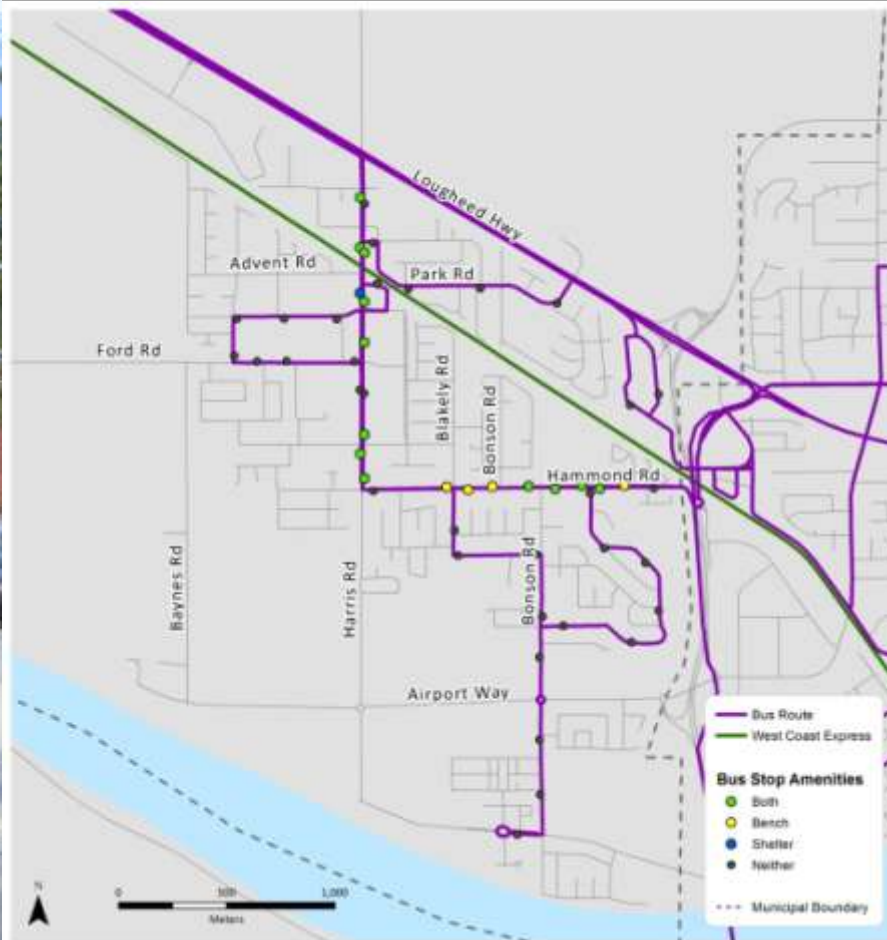 Lougheed Hwy
Advent Rd
Park Rd
Ford Rd
Blakely Rd
Bonson Rd
Hammond Rd
Baynes Rd
Harris Rd
Bonson Rd
Airport Way
Bus Route
West Coast Express
Bus Stop Amenities
Both
Bench
Shelter
Neither
Municipal Boundary
N
0 500 1,000
Meters